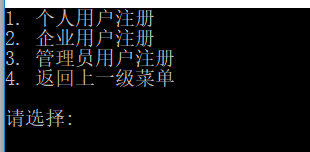 1. 个人用户注册
2. 企业用户注册
3. 管理员用户注册
4. 返回上一级菜单
请选择: